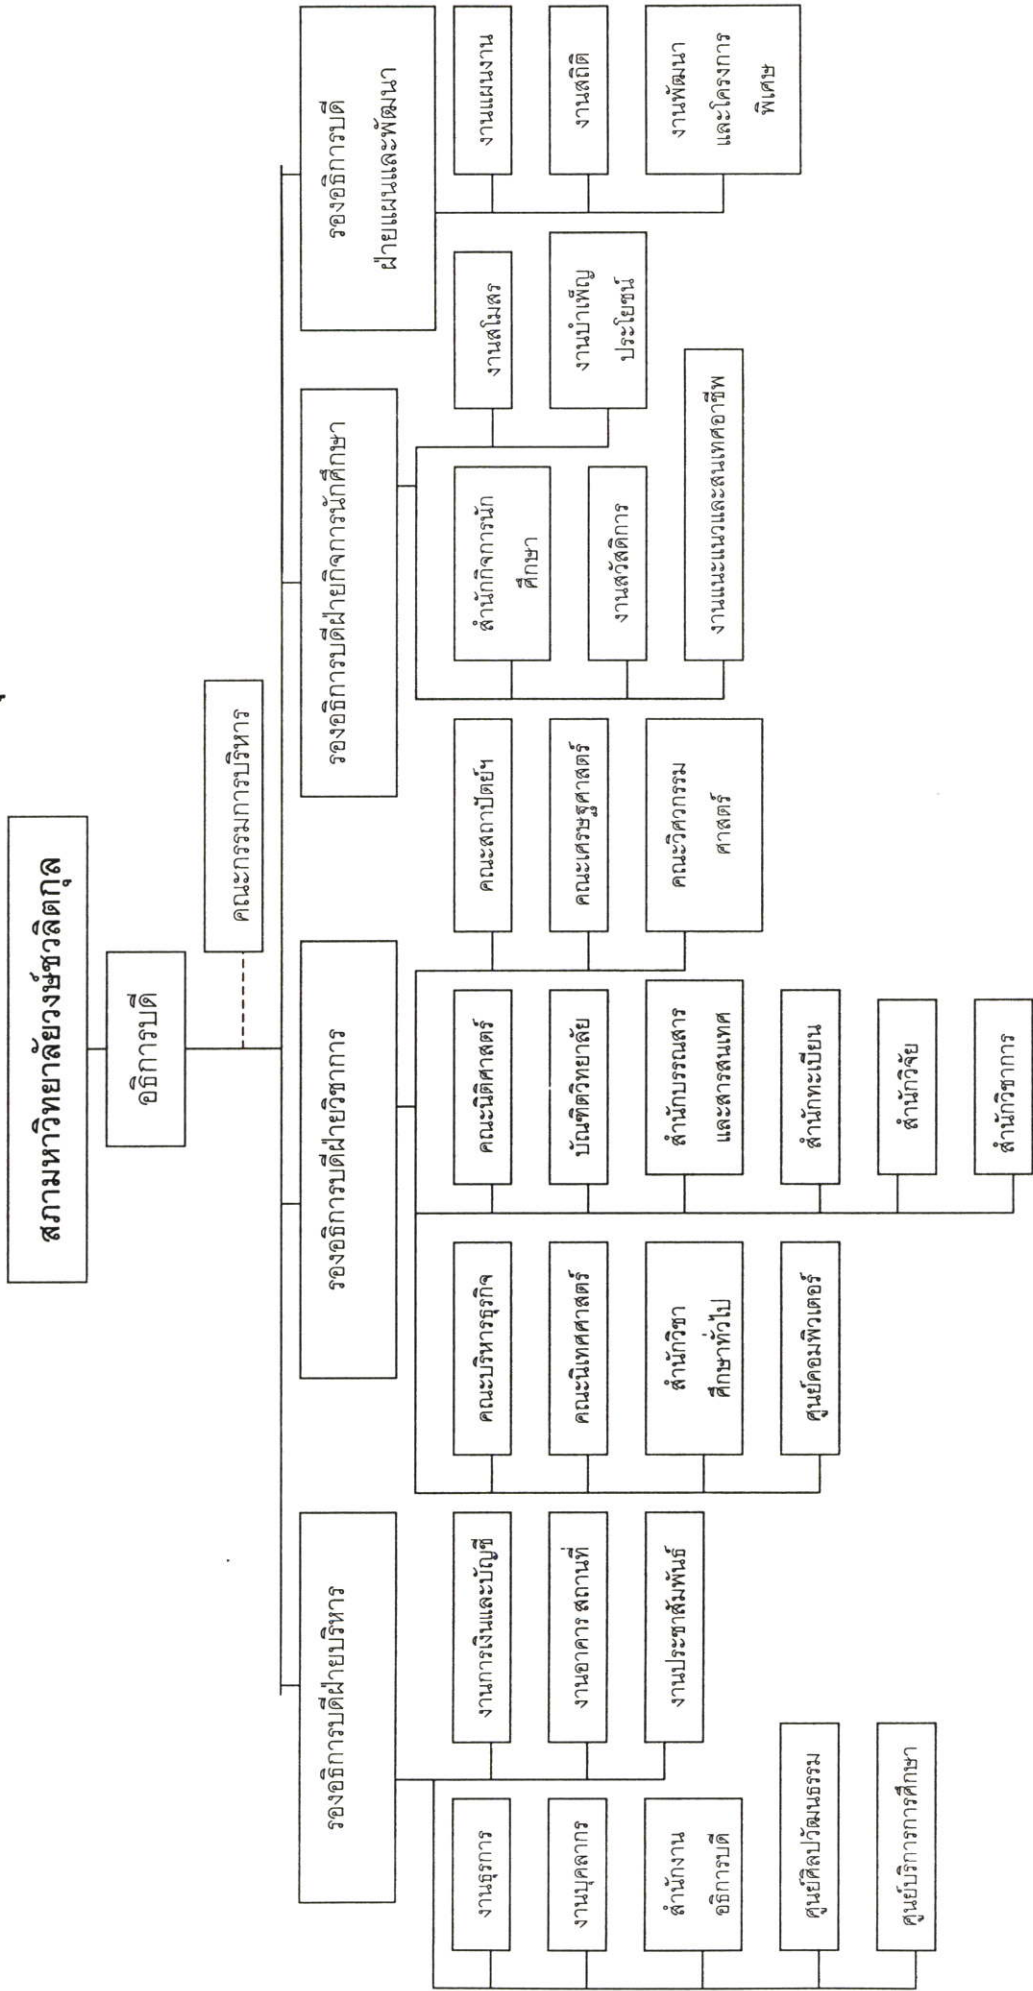 สภามหาวิทยาลัยวงษ์ชวลิตกุล
อธิการบดี
คณะกรรมการบริหาร
รองอธิการบดีฝ่ายบริหาร
รองอธิการบดีฝ่ายวิชาการ
รองอธิการบดีฝ่ายกิจการนักศึกษา
รองอธิการบดี
ฝ่ายแผนและพัฒนา
งานธุรการ
งานบุคลากร
สำนักงาน
อธิการบดี
ศูนย์ศิลปวัฒนธรรม
ศูนย์บริการการศึกษา
งานการเงินและบัญชี
งานอาคาร สถานที่
งานประชาสัมพันธ์
คณะบริหารธุรกิจ
คณะนิเทศศาสตร์
สำนักวิชา
ศึกษาทั่วไป
ศูนย์คอมพิวเตอร์
คณะนิติศาสตร์
บัณฑิตวิทยาลัย
สำนักบรรณสาร
และสารสนเทศ
สำนักทะเบียน
สำนักวิจัย
สำนักวิชาการ
คณะสถาปัตย์ฯ
คณะเศรษฐศาสตร์
คณะวิศวกรรม
ศาสตร์
สำนักกิจการนัก
ศึกษา
งานสวัสดิการ
งานแนะแนวและสนเทศอาชีพ
งานสโมสร
งานบำเพ็ญ
ประโยชน์
งานแผนงาน
งานสถิติ
งานพัฒนา
และโครงการ
พิเศษ